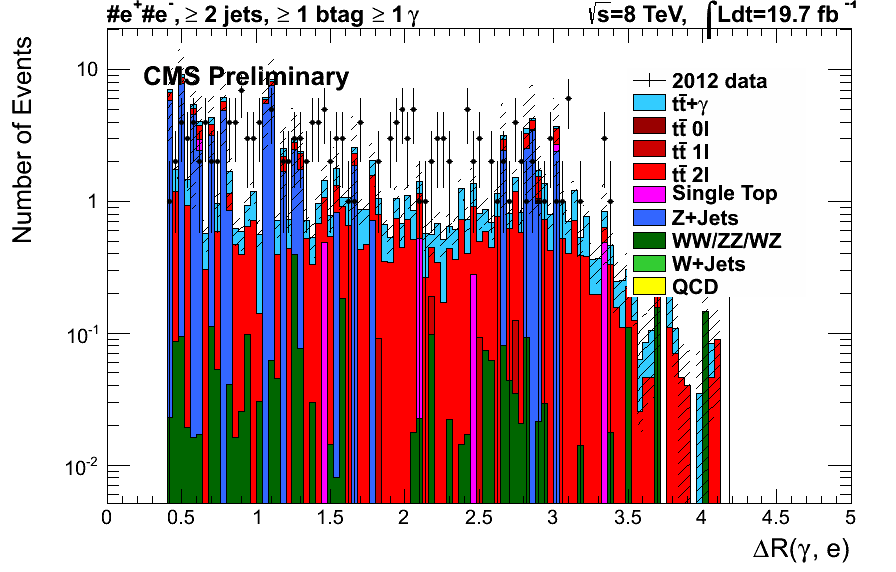 #e⁺#e⁻, ≥ 2 jets, ≥ 1 btag ≥ 1 γ √s=8 TeV, ∫Ldt=19.7 fb⁻¹
CMS Preliminary
Number of Events
10
1
10⁻¹
10⁻²
2012 data
tt̄+γ
tt̄ 0l
tt̄ 1l
tt̄ 2l
Single Top
Z+Jets
WW/ZZ/WZ
W+Jets
QCD
0 0.5 1 1.5 2 2.5 3 3.5 4 4.5 5
ΔR(γ, e)